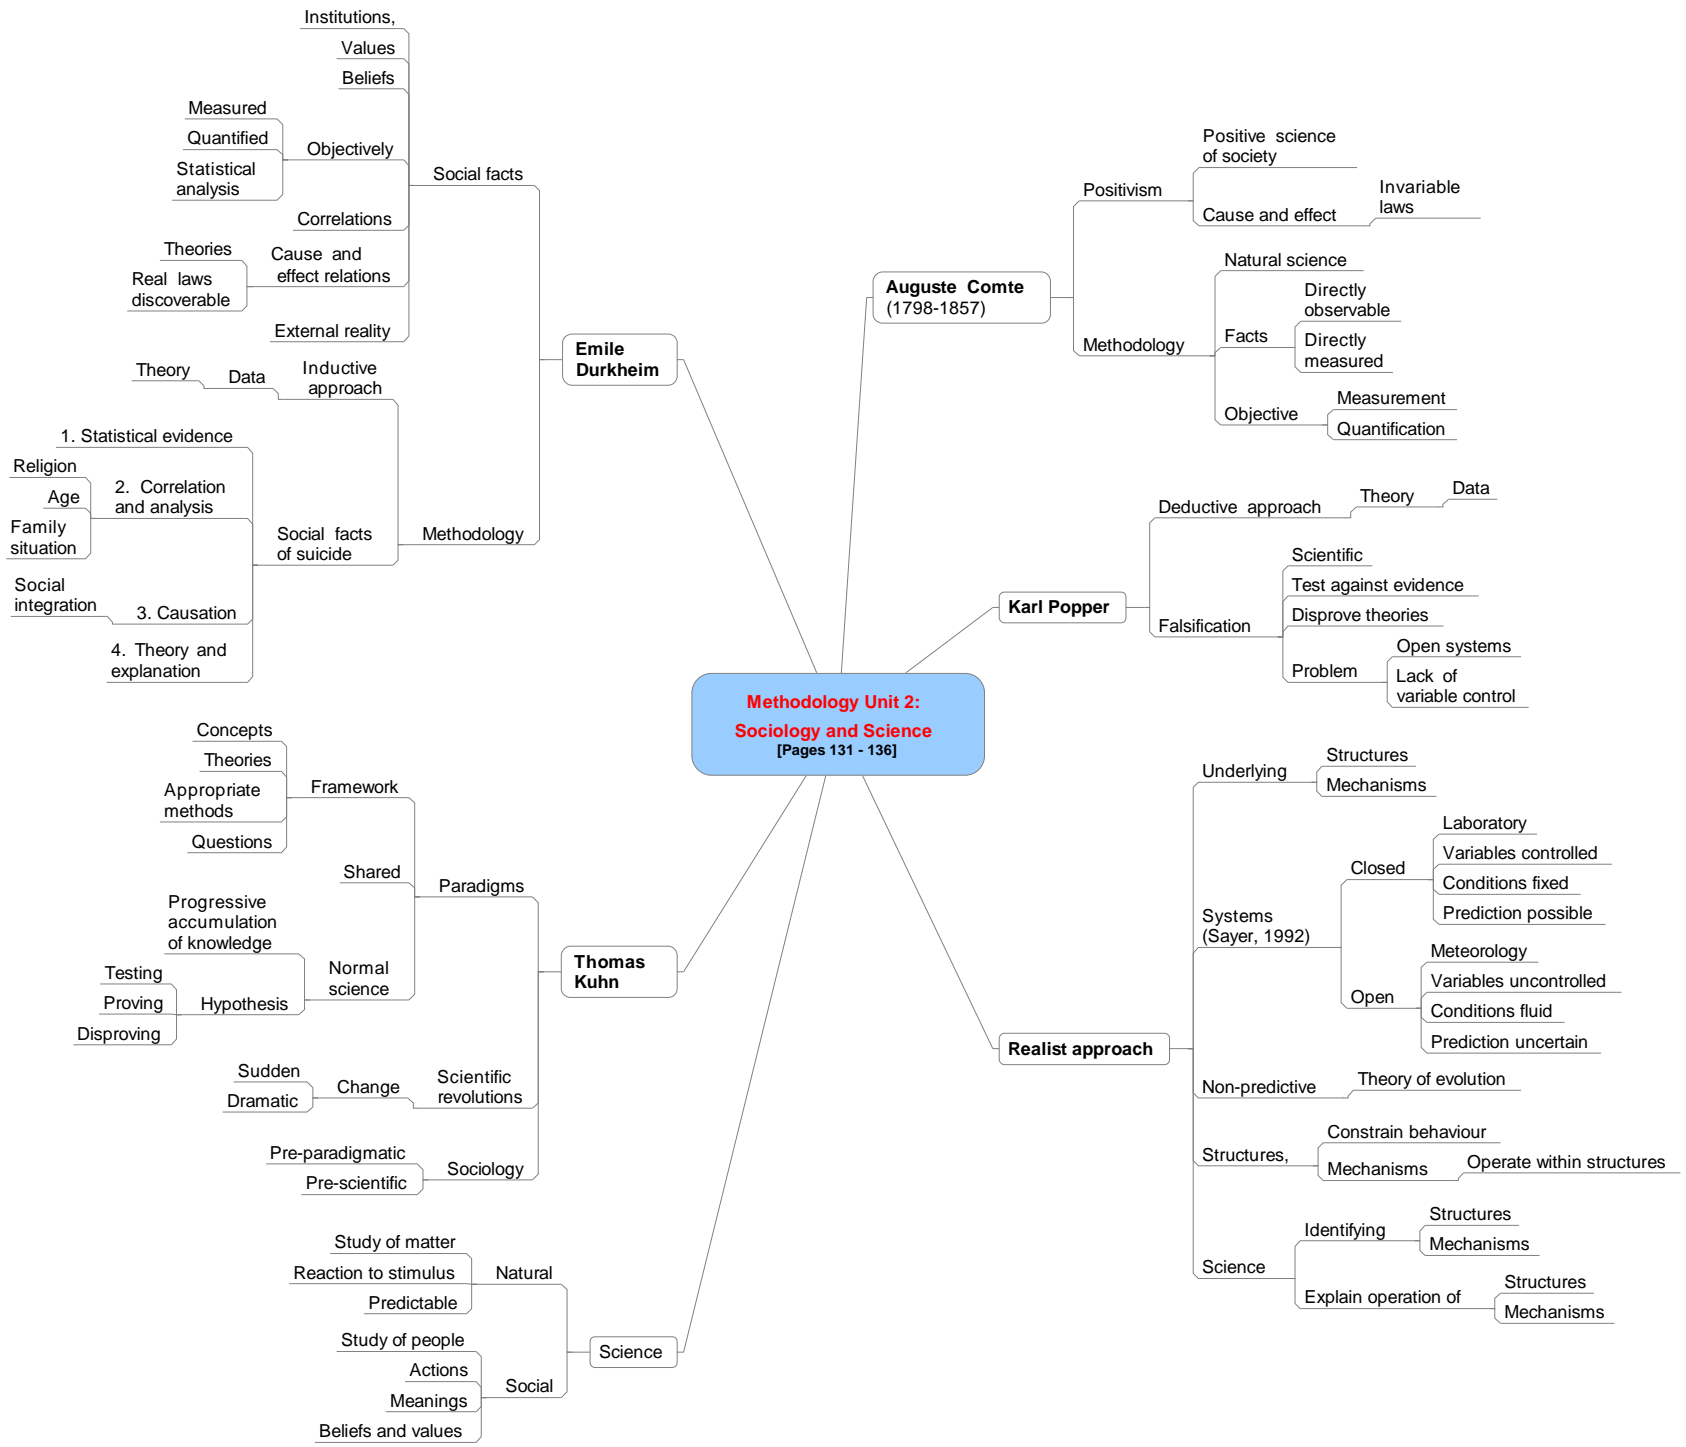 Methodology Unit 2:
Sociology and Science
[Pages 131 - 136]
Auguste Comte
(1798-1857)
Positivism
Positive science
of society
Cause and effect
Invariable
laws
Methodology
Natural science
Facts
Directly
observable
Directly
measured
Objective
Measurement
Quantification
Karl Popper
Deductive approach
Theory
Data
Falsification
Scientific
Test against evidence
Disprove theories
Problem
Open systems
Lack of
variable control
Realist approach
Underlying
Structures
Mechanisms
Systems
(Sayer, 1992)
Closed
Laboratory
Variables controlled
Conditions fixed
Prediction possible
Open
Meteorology
Variables uncontrolled
Conditions fluid
Prediction uncertain
Non-predictive
Theory of evolution
Structures,
Constrain behaviour
Mechanisms
Operate within structures
Science
Identifying
Structures
Mechanisms
Explain operation of
Structures
Mechanisms
Emile
Durkheim
Social facts
Institutions,
Values
Beliefs
Objectively
Measured
Quantified
Statistical
analysis
Correlations
Cause and
effect relations
Theories
Real laws
discoverable
External reality
Methodology
Inductive
approach
Data
Theory
Social facts
of suicide
1. Statistical evidence
2. Correlation
and analysis
Religion
Age
Family
situation
3. Causation
Social
integration
4. Theory and
explanation
Thomas
Kuhn
Paradigms
Framework
Concepts
Theories
Appropriate
methods
Questions
Shared
Normal
science
Progressive
accumulation
of knowledge
Hypothesis
Testing
Proving
Disproving
Scientific
revolutions
Change
Sudden
Dramatic
Sociology
Pre-paradigmatic
Pre-scientific
Science
Natural
Study of matter
Reaction to stimulus
Predictable
Social
Study of people
Actions
Meanings
Beliefs and values